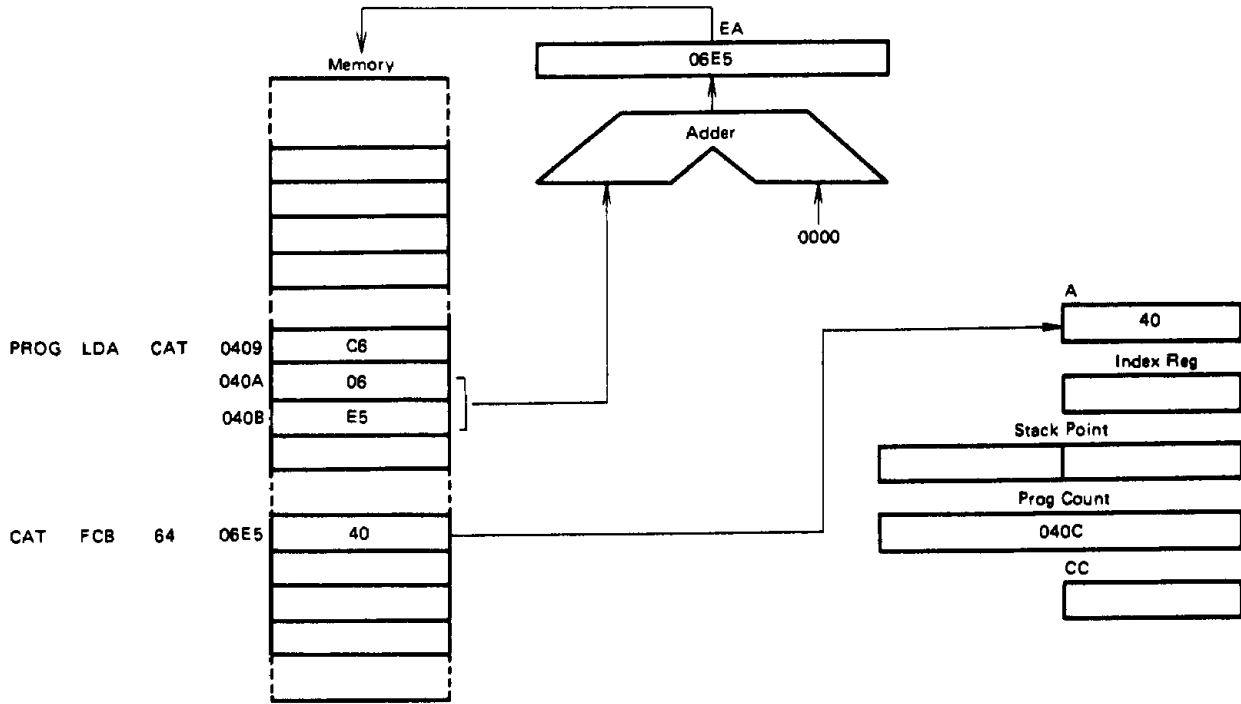 EA
06E5
Memory
Adder
0000
A
40
PROG LDA CAT 0409 C6
Index Reg
040A 06
040B E5
Stack Point
Prog Count
CAT FCB 64 06E5 40
040C
CC